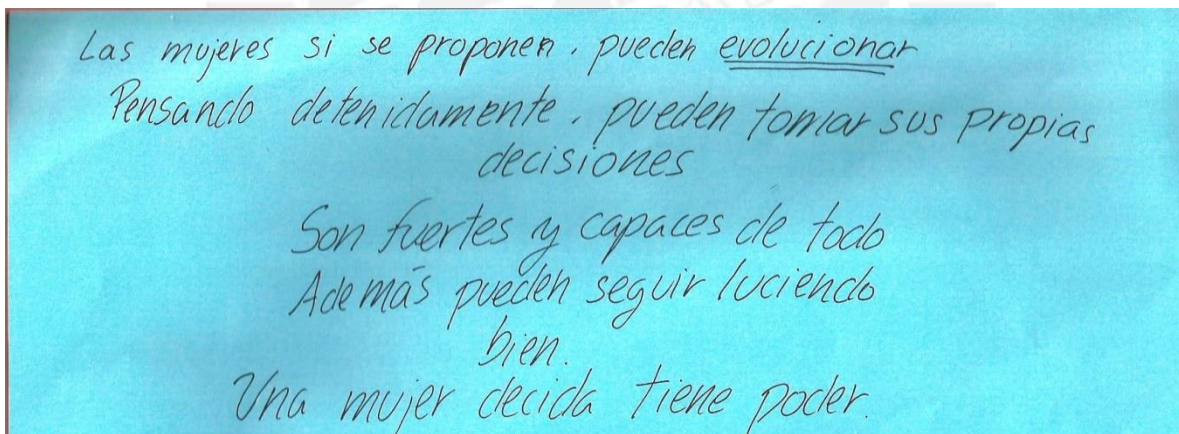 Las mujeres si se proponen, pueden evolucionar
Pensando detenidamente, pueden tomar sus propias
decisiones
Son fuertes y capaces de todo
Además pueden seguir luciendo
bien.
Una mujer decida tiene poder.